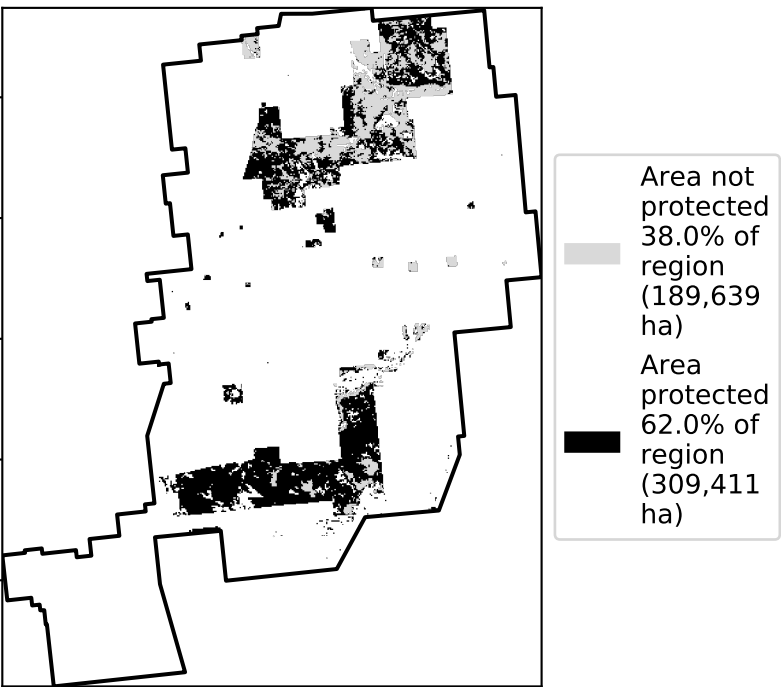 Area not
protected
38.0% of
region
(189,639
ha)
Area
protected
62.0% of
region
(309,411
ha)